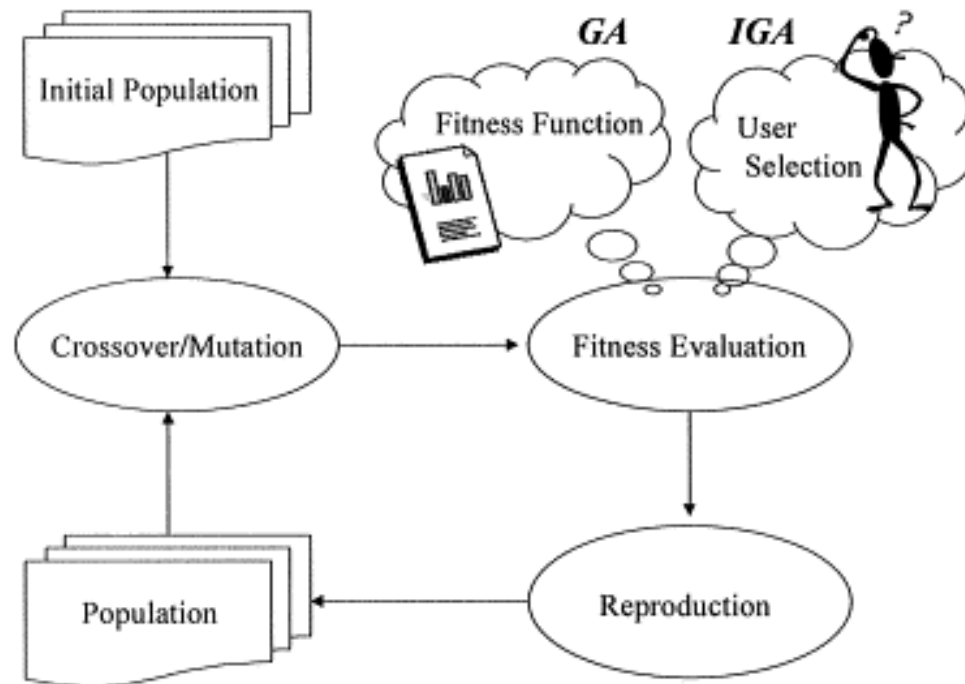 GA
IGA
?
Initial Population
Fitness Function
User
Selection
Crossover/Mutation
Fitness Evaluation
Population
Reproduction